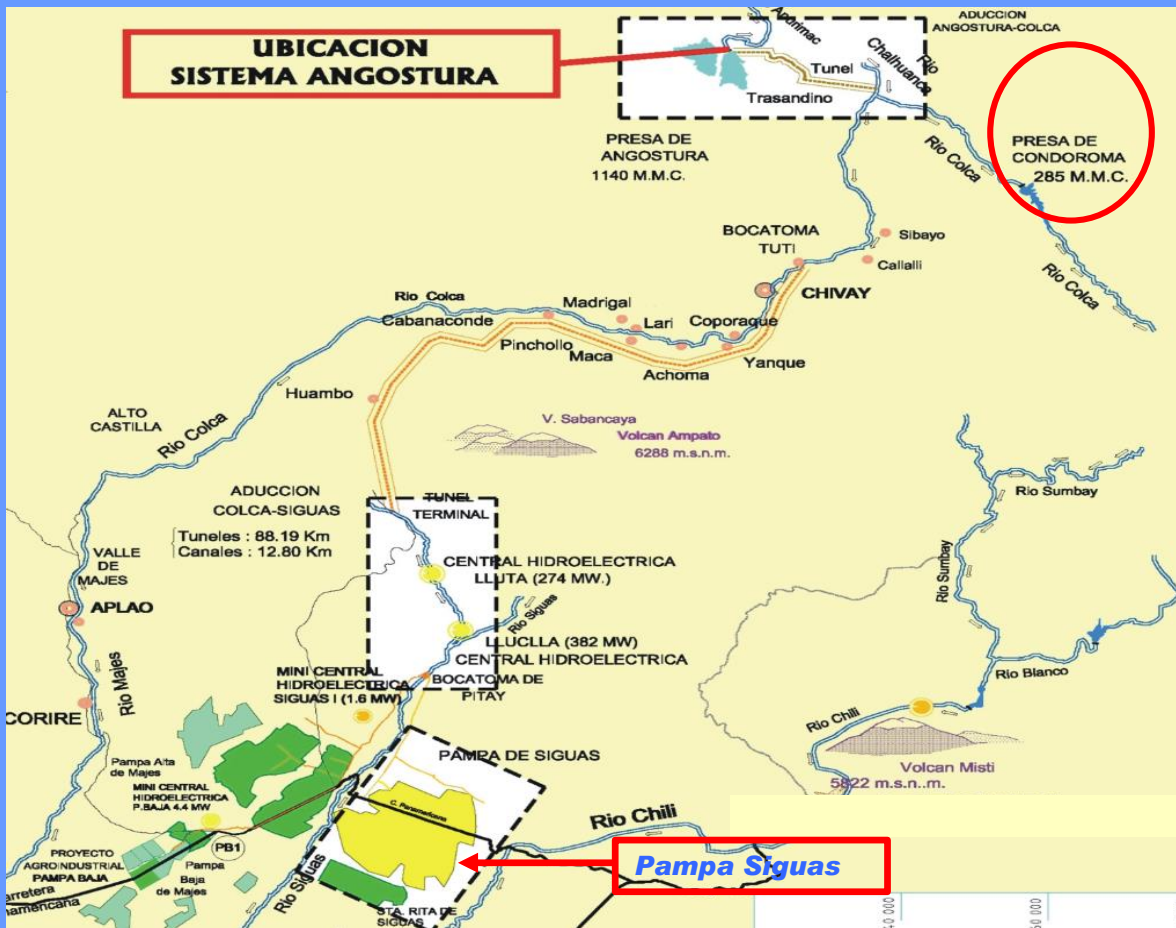 UBICACION
SISTEMA ANGOSTURA
Apurimac
ADUCCION
ANGOSTURA-COLCA
Rio
Chalhuanca
Tunel
Trasandino
PRESA DE
ANGOSTURA
1140 M.M.C.
PRESA DE
CONDOROMA
285 M.M.C.
Rio Colca
Rio Colca
BOCATOMA
TUTI
Sibayo
Callalli
CHIVAY
Rio Colca
Cabanaconde
Madrigal
Lari
Coporaque
Pinchollo
Maca
Achoma
Yanque
Huambo
ALTO
CASTILLA
Rio Colca
V. Sabancaya
Volcan Ampato
6288 m.s.n.m.
ADUCCION
COLCA-SIGUAS
Tuneles : 88.19 Km
Canales : 12.80 Km
TUNEL
TERMINAL
Rio Sumbay
Rio Sumbay
VALLE
DE
MAJES
APLAO
CENTRAL HIDROELECTRICA
LLUTA (274 MW.)
Rio Siguas
LLUCLLA (382 MW)
CENTRAL HIDROELECTRICA
Rio Blanco
MINI CENTRAL
HIDROELECTRICA
SIGUAS I (1.6 MW)
BOCATOMA DE
PITAY
Rio Majes
CORIRE
Rio Chili
PAMPA DE SIGUAS
Volcan Misti
5822 m.s.n..m.
Pampa Alta
de Majes
MINI CENTRAL
HIDROELECTRICA
P.BAJA 4.4 MW
C. Panamericana
Rio Chili
PB1
PROYECTO
AGROINDUSTRIAL
PAMPA BAJA
Pampa
Baja
de Majes
Rio Siguas
Pampa Siguas
STA. RITA DE
SIGUAS